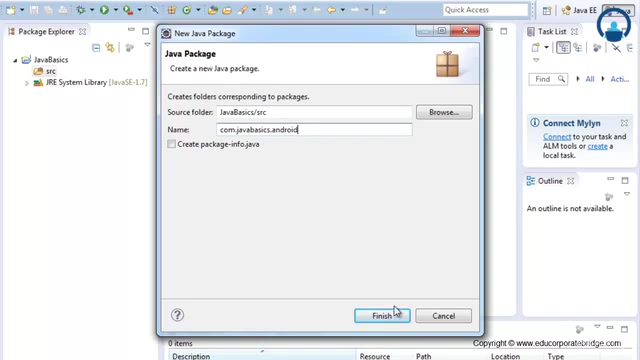 New Java Package
Quick Access
Java EE
Java
Package Explorer
JavaBasics
src
JRE System Library [JavaSE-1.7]
Java Package
Create a new Java package.
Creates folders corresponding to packages.
Source folder: JavaBasics/src
Browse...
Name: com.javabasics.android
Create package-info.java
? Finish Cancel
Task List
Find
All
Activ...
Connect Mylyn
Connect to your task and
ALM tools or create a
local task.
Outline
An outline is not available.
Copyright © www.educorporatebridge.com
0 items
Description Resource Path Location Type